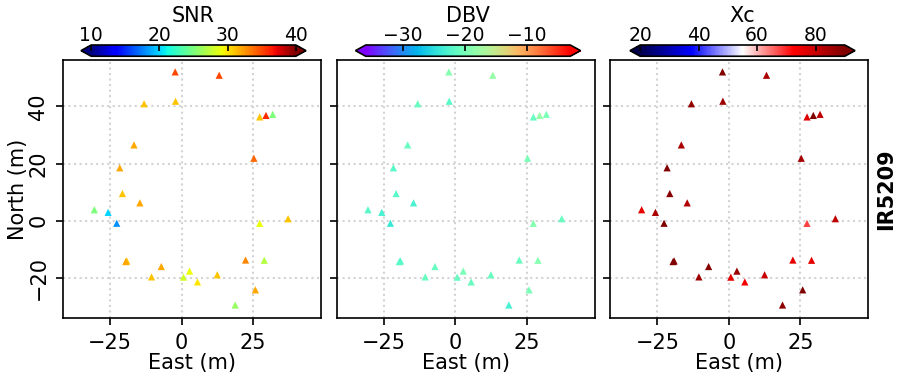 SNR DBV Xc
10 20 30 40 −30 −20 −10 20 40 60 80
North (m)
40
20
0
−20
IR5209
−25 0 25 −25 0 25 −25 0 25
East (m) East (m) East (m)